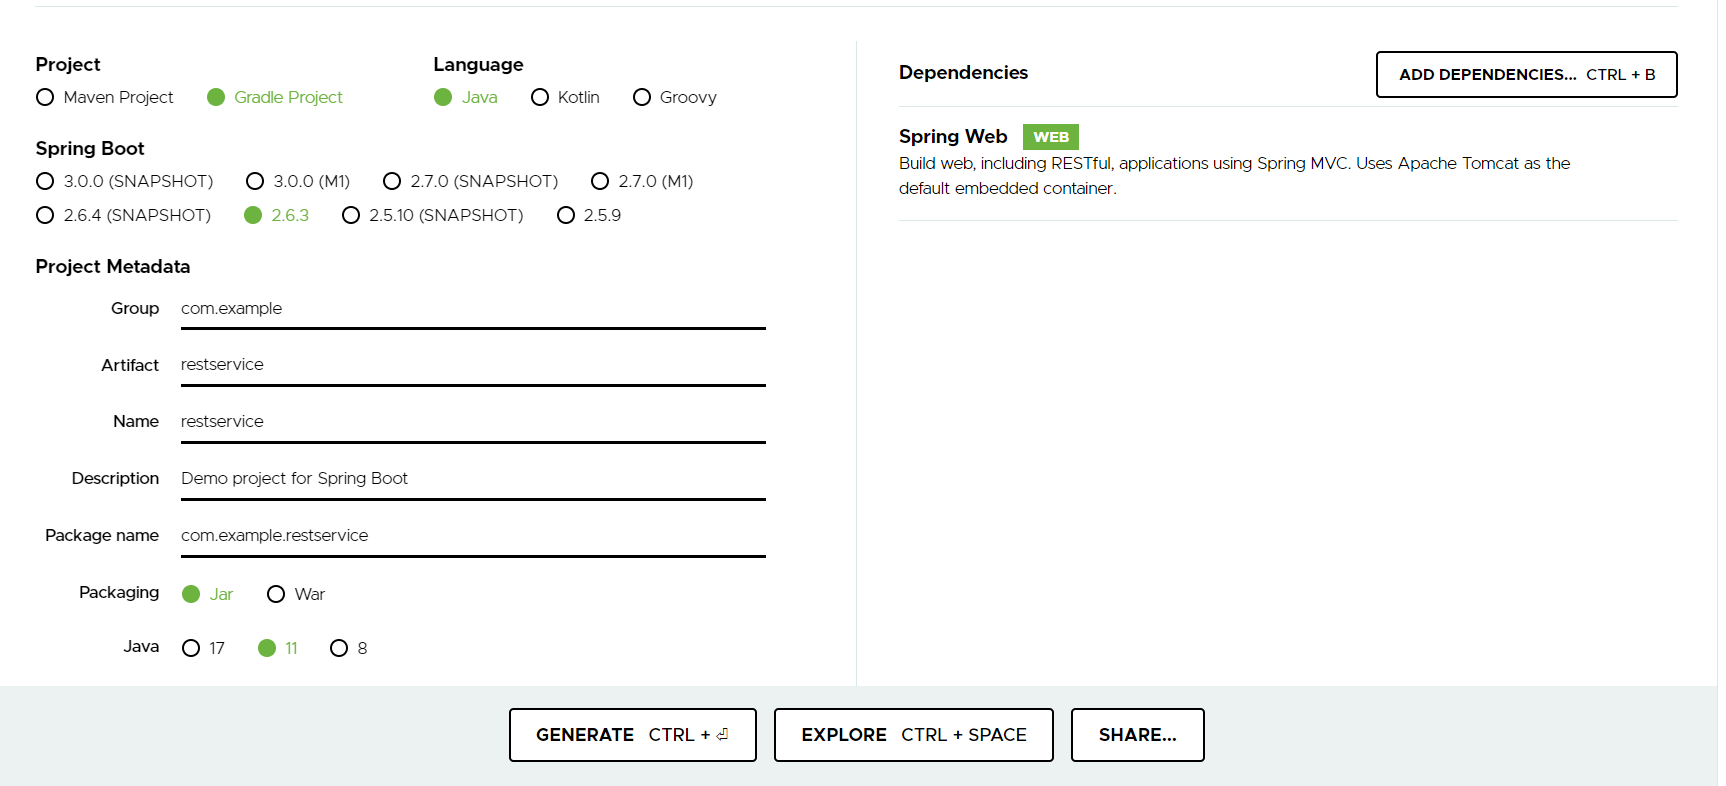 Project
Maven Project Gradle Project
Language
Java Kotlin Groovy
Spring Boot
3.0.0 (SNAPSHOT) 3.0.0 (M1) 2.7.0 (SNAPSHOT) 2.7.0 (M1)
2.6.4 (SNAPSHOT) 2.6.3 2.5.10 (SNAPSHOT) 2.5.9
Project Metadata
Group com.example
Artifact restservice
Name restservice
Description Demo project for Spring Boot
Package name com.example.restservice
Packaging Jar War
Java 17 11 8
Dependencies
ADD DEPENDENCIES... CTRL + B
Spring Web WEB
Build web, including RESTful, applications using Spring MVC. Uses Apache Tomcat as the
default embedded container.
GENERATE CTRL + ⏎
EXPLORE CTRL + SPACE
SHARE...